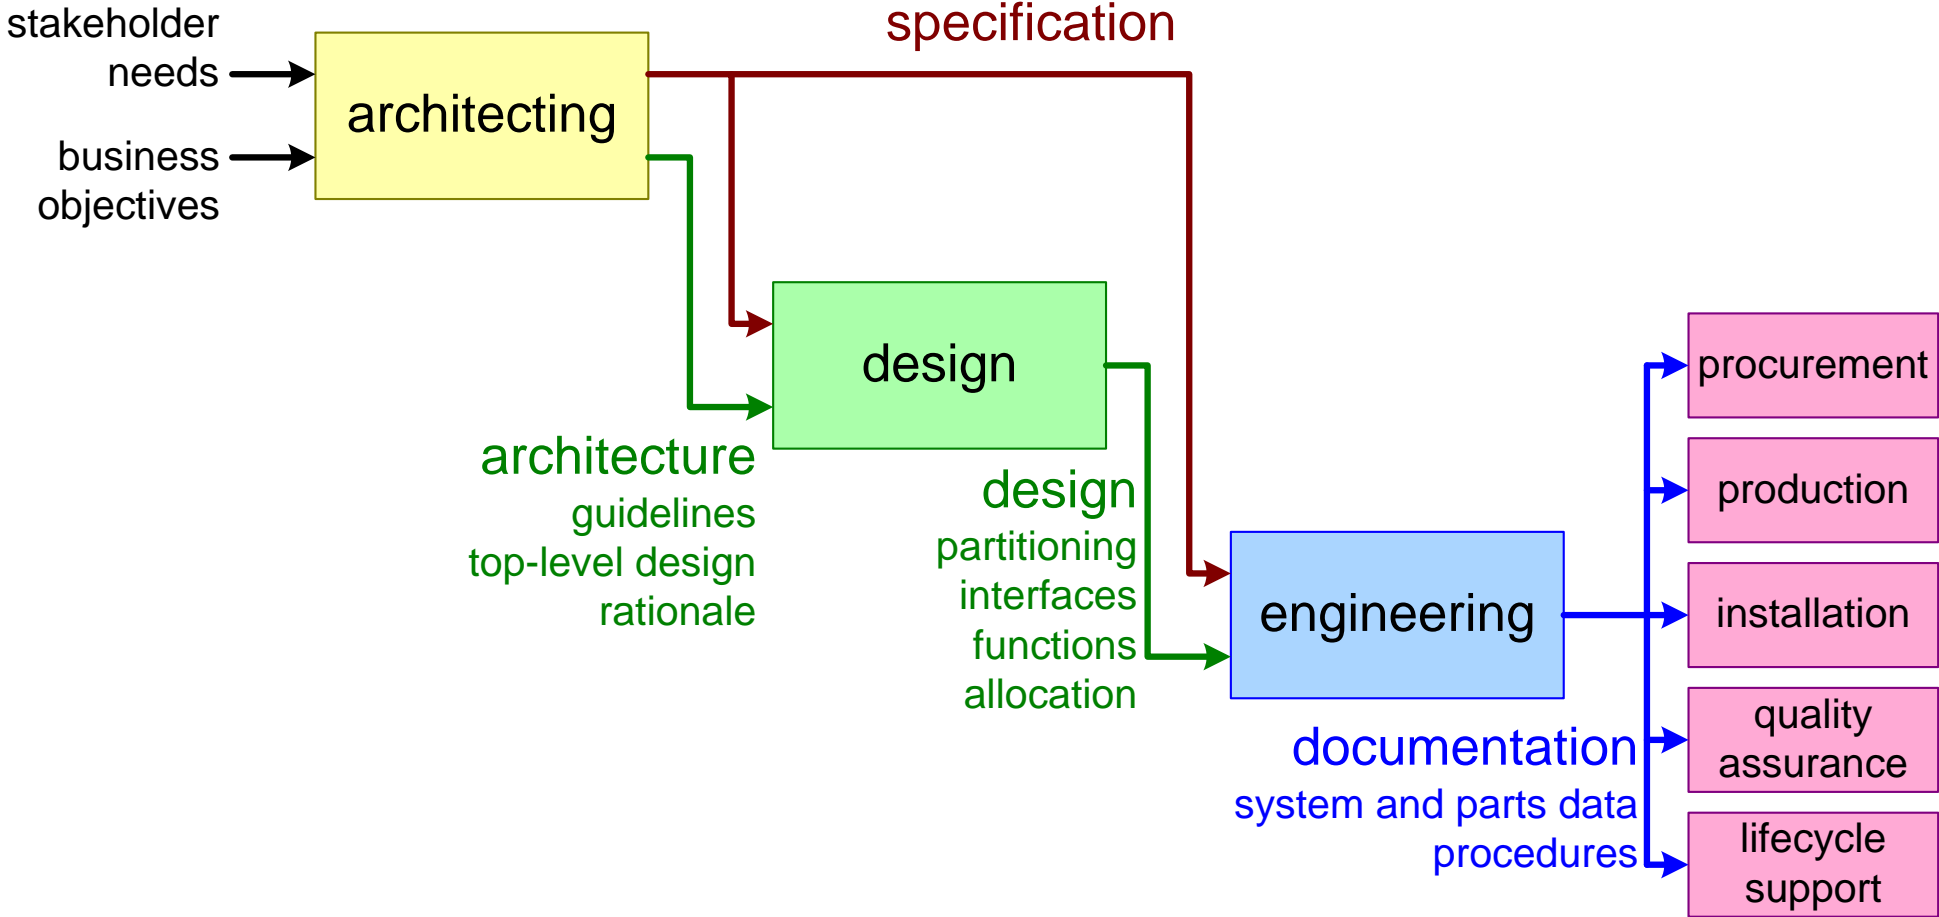 stakeholder
needs
business
objectives
architecting
specification
design
architecture
guidelines
top-level design
rationale
design
partitioning
interfaces
functions
allocation
engineering
documentation
system and parts data
procedures
procurement
production
installation
quality
assurance
lifecycle
support